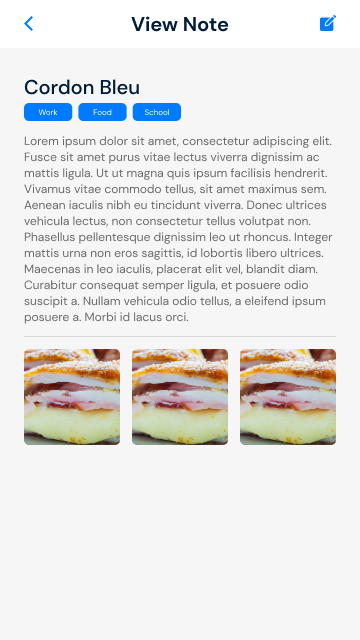 View Note
Cordon Bleu
Work Food School
Lorem ipsum dolor sit amet, consectetur adipiscing elit.
Fusce sit amet purus vitae lectus viverra dignissim ac
mattis ligula. Ut ut magna quis ipsum facilisis hendrerit.
Vivamus vitae commodo tellus, sit amet maximus sem.
Aenean iaculis nibh eu tincidunt viverra. Donec ultrices
vehicula lectus, non consectetur tellus volutpat non.
Phasellus pellentesque dignissim leo ut rhoncus. Integer
mattis urna non eros sagittis, id lobortis libero ultrices.
Maecenas in leo iaculis, placerat elit vel, blandit diam.
Curabitur consequat semper ligula, et posuere odio
suscipit a. Nullam vehicula odio tellus, a eleifend ipsum
posuere a. Morbi id lacus orci.